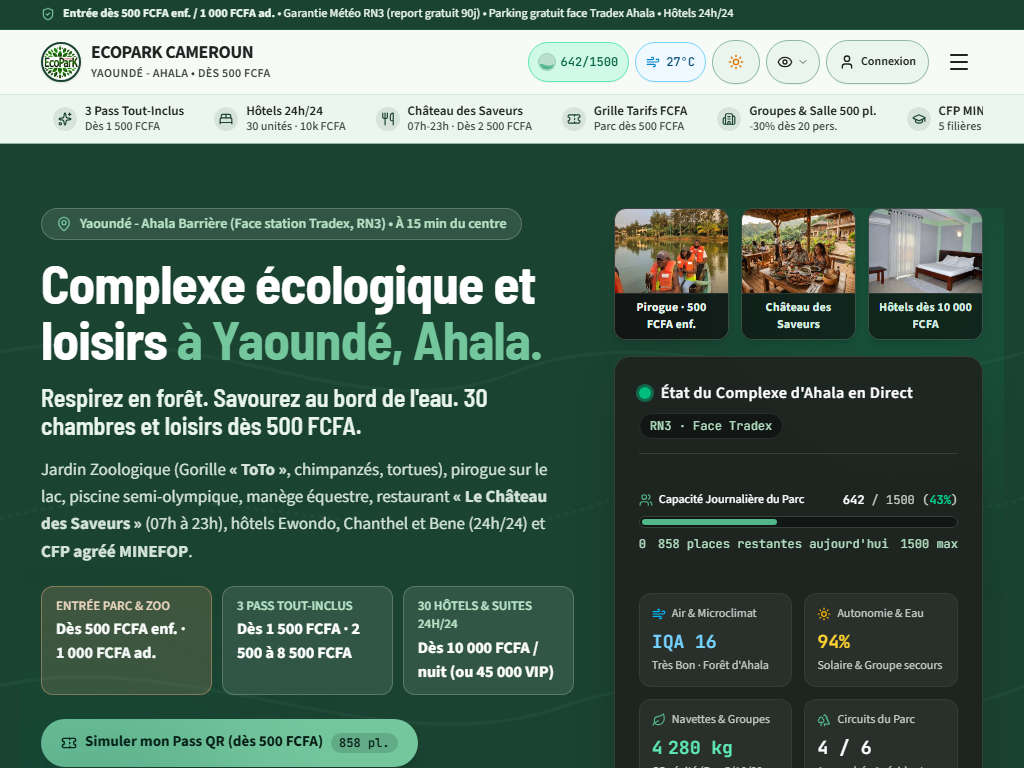 Entrée dès 500 FCFA enf. / 1 000 FCFA ad. • Garantie Météo RN3 (report gratuit 90j) • Parking gratuit face Tradex Ahala • Hôtels 24h/24
EcoPark
ECOPARK CAMEROUN
YAOUNDÉ - AHALA • DÈS 500 FCFA
642/1500
27°C
Connexion
3 Pass Tout-Inclus
Dès 1 500 FCFA
Hôtels 24h/24
30 unités · 10k FCFA
Château des Saveurs
07h-23h · Dès 2 500 FCFA
Grille Tarifs FCFA
Parc dès 500 FCFA
Groupes & Salle 500 pl.
-30% dès 20 pers.
CFP MIN
5 filières
Yaoundé - Ahala Barrière (Face station Tradex, RN3) • À 15 min du centre
Complexe écologique et
loisirs à Yaoundé, Ahala.
Respirez en forêt. Savourez au bord de l'eau. 30
chambres et loisirs dès 500 FCFA.
Jardin Zoologique (Gorille « ToTo », chimpanzés, tortues), pirogue sur le
lac, piscine semi-olympique, manège équestre, restaurant « Le Château
des Saveurs » (07h à 23h), hôtels Ewondo, Chanthel et Bene (24h/24) et
CFP agréé MINEFOP.
ENTRÉE PARC & ZOO
Dès 500 FCFA enf. ·
1 000 FCFA ad.
3 PASS TOUT-INCLUS
Dès 1 500 FCFA · 2
500 à 8 500 FCFA
30 HÔTELS & SUITES
24H/24
Dès 10 000 FCFA /
nuit (ou 45 000 VIP)
Simuler mon Pass QR (dès 500 FCFA)
858 pl.
Pirogue · 500
FCFA enf.
Château des
Saveurs
Hôtels dès 10 000
FCFA
État du Complexe d'Ahala en Direct
RN3 · Face Tradex
Capacité Journalière du Parc
642 / 1500 (43%)
0 858 places restantes aujourd'hui 1500 max
Air & Microclimat
IQA 16
Très Bon · Forêt d'Ahala
Autonomie & Eau
94%
Solaire & Groupe secours
Navettes & Groupes
4 280 kg
Circuits du Parc
4 / 6